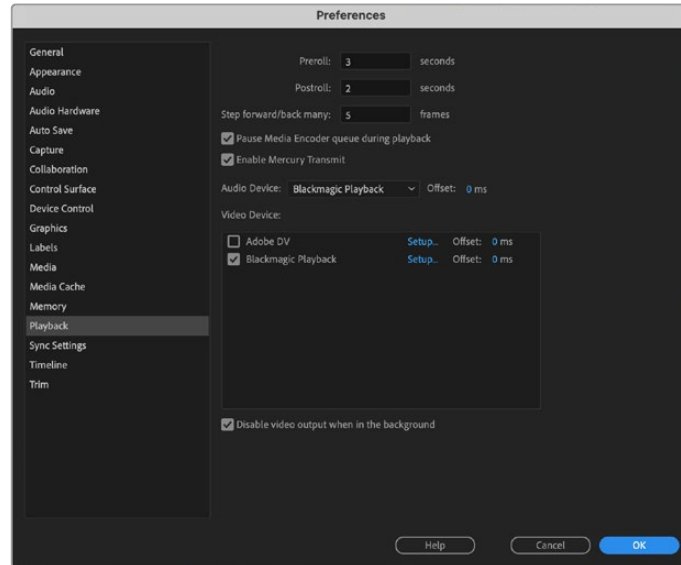 Preferences
General
Appearance
Audio
Audio Hardware
Auto Save
Capture
Collaboration
Control Surface
Device Control
Graphics
Labels
Media
Media Cache
Memory
Playback
Sync Settings
Timeline
Trim
Preroll: 3 seconds
Postroll: 2 seconds
Step forward/back many: 5 frames
Pause Media Encoder queue during playback
Enable Mercury Transmit
Audio Device: Blackmagic Playback Offset: 0 ms
Video Device:
Adobe DV Setup... Offset: 0 ms
Blackmagic Playback Setup... Offset: 0 ms
Disable video output when in the background
Help Cancel OK